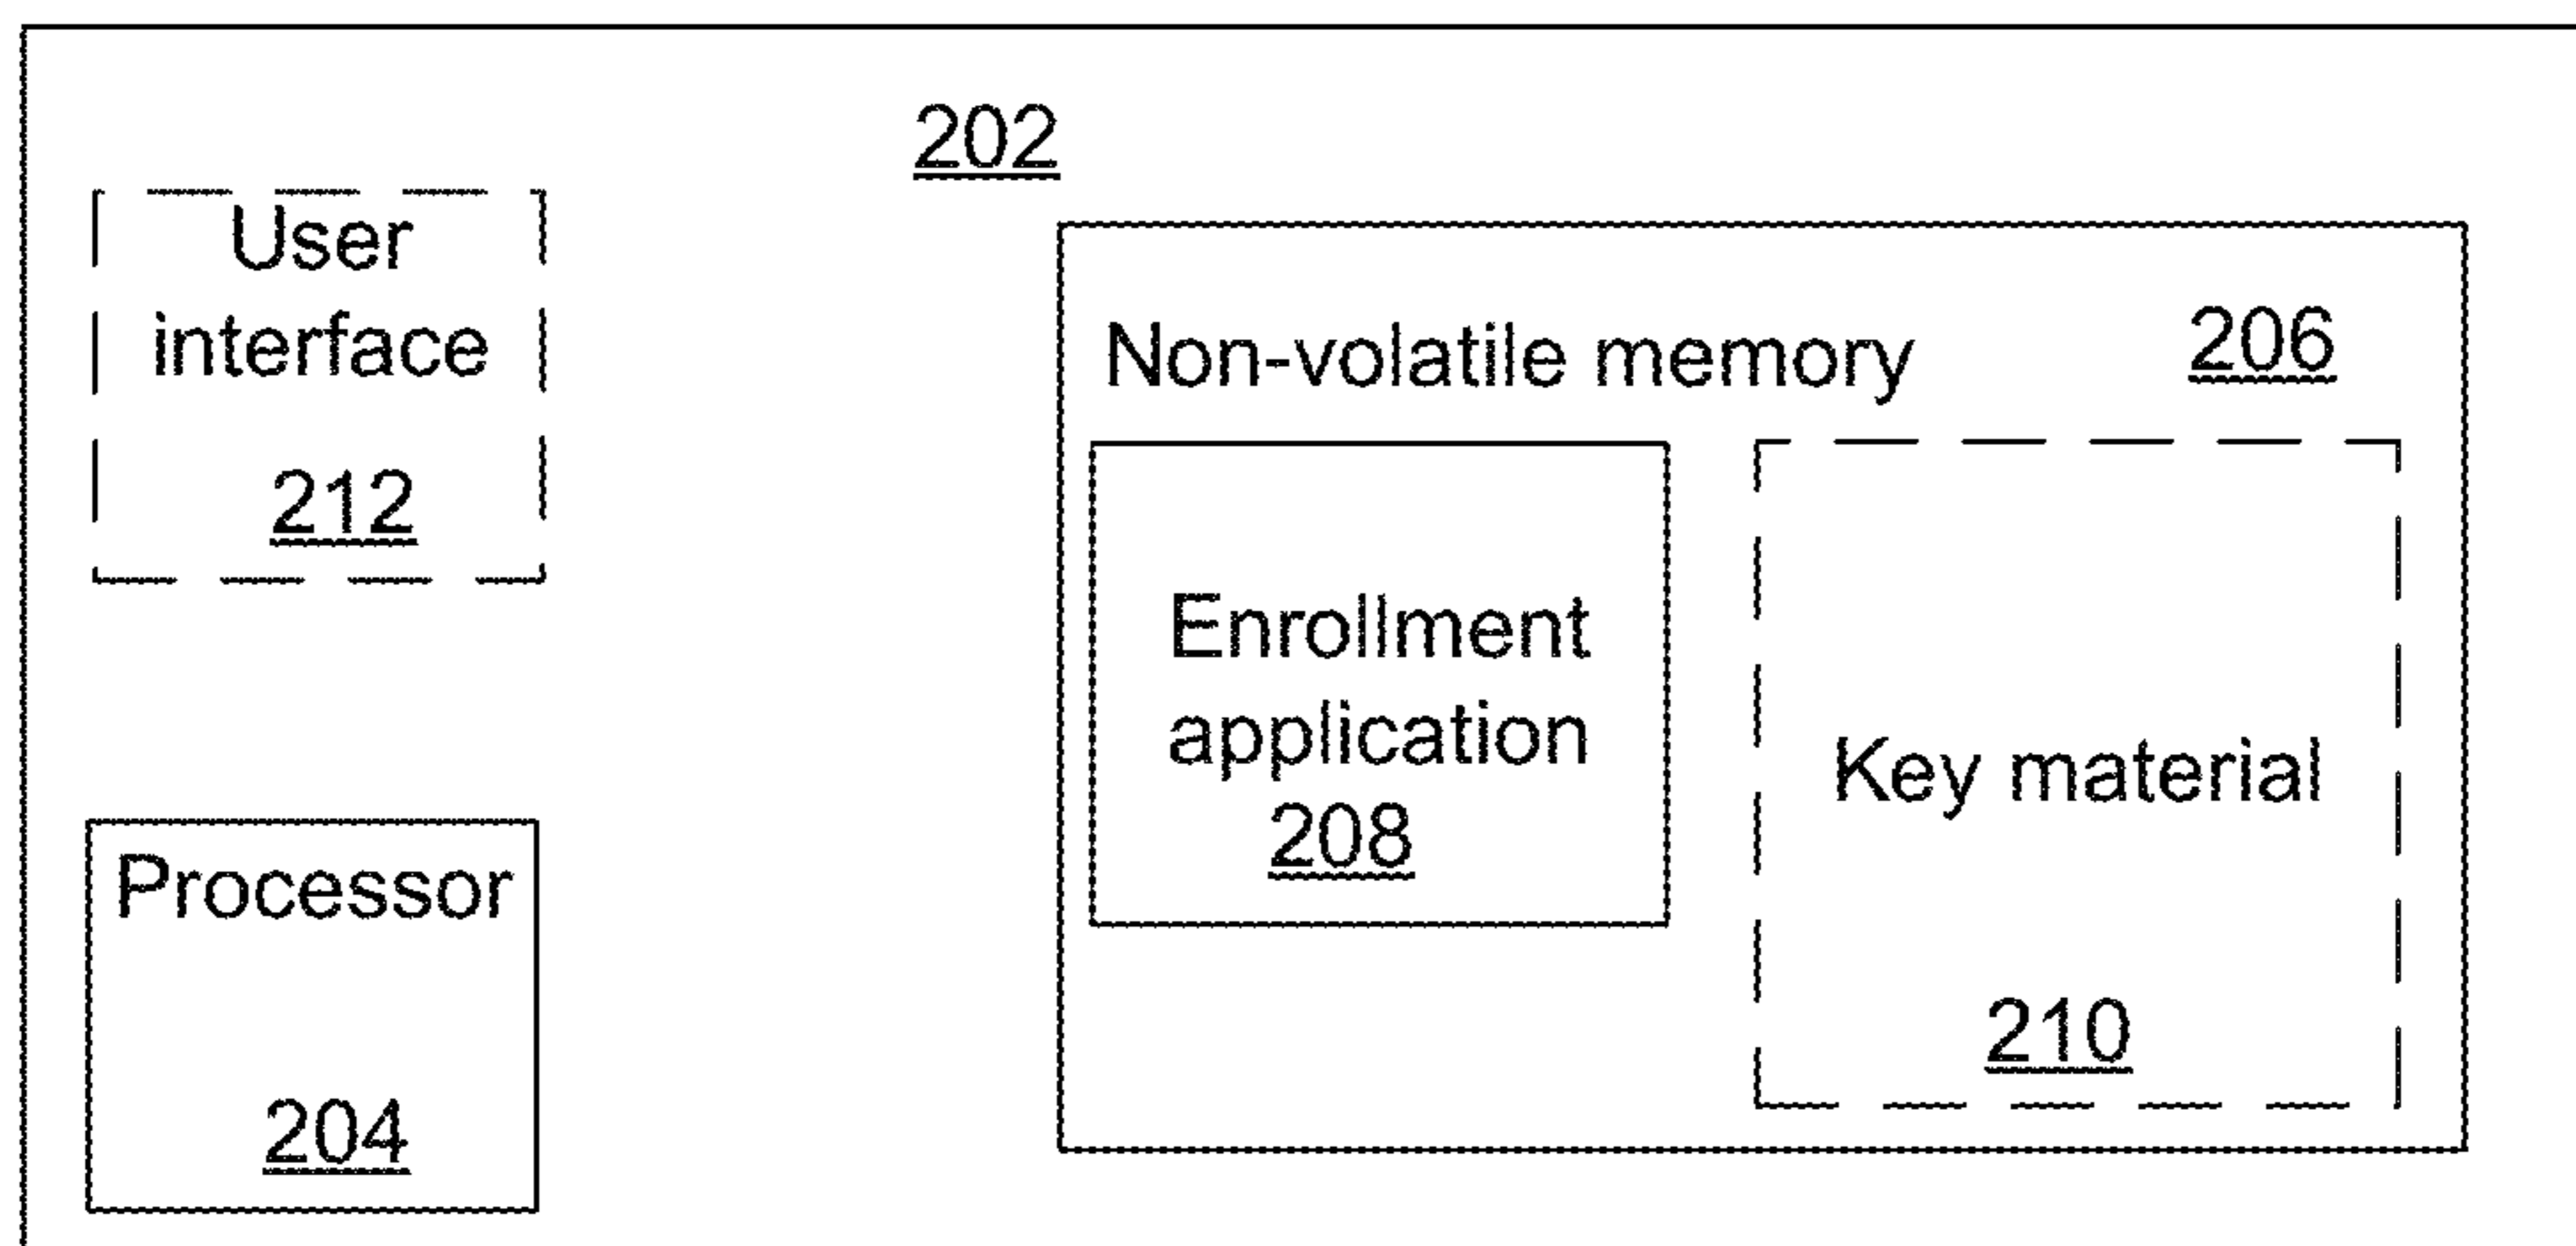 202
User
interface
212
Non-volatile memory 206
Enrollment
application
208
Key material
210
Processor
204